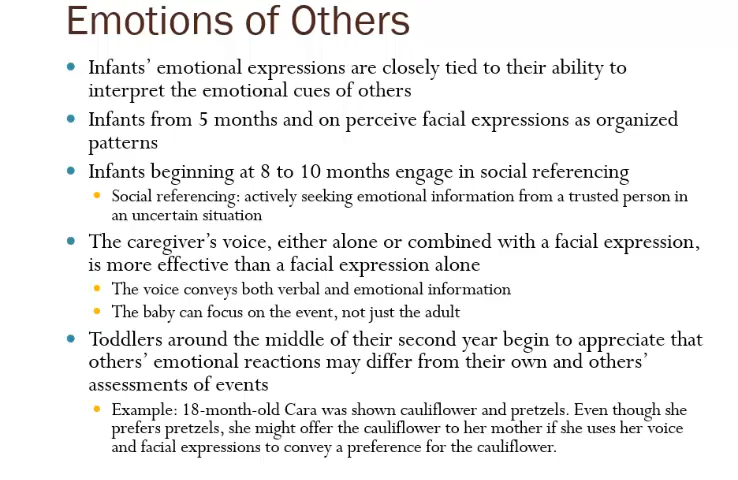 Emotions of Others
• Infants’ emotional expressions are closely tied to their ability to
interpret the emotional cues of others
• Infants from 5 months and on perceive facial expressions as organized
patterns
• Infants beginning at 8 to 10 months engage in social referencing
• Social referencing: actively seeking emotional information from a trusted person in
an uncertain situation
• The caregiver’s voice, either alone or combined with a facial expression,
is more effective than a facial expression alone
• The voice conveys both verbal and emotional information
• The baby can focus on the event, not just the adult
• Toddlers around the middle of their second year begin to appreciate that
others’ emotional reactions may differ from their own and others’
assessments of events
• Example: 18-month-old Cara was shown cauliflower and pretzels. Even though she
prefers pretzels, she might offer the cauliflower to her mother if she uses her voice
and facial expressions to convey a preference for the cauliflower.